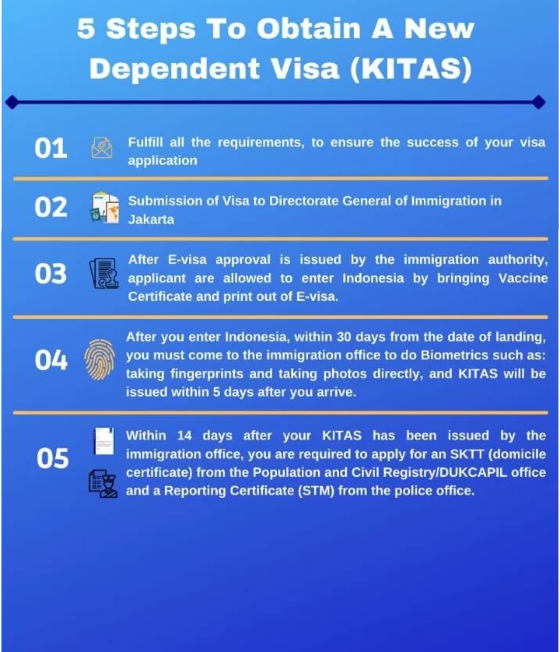 5 Steps To Obtain A New
Dependent Visa (KITAS)
01
Fulfill all the requirements, to ensure the success of your visa
application
02
Submission of Visa to Directorate General of Immigration in
Jakarta
03
After E-visa approval is issued by the immigration authority,
applicant are allowed to enter Indonesia by bringing Vaccine
Certificate and print out of E-visa.
04
After you enter Indonesia, within 30 days from the date of landing,
you must come to the immigration office to do Biometrics such as:
taking fingerprints and taking photos directly, and KITAS will be
issued within 5 days after you arrive.
05
Within 14 days after your KITAS has been issued by the
immigration office, you are required to apply for an SKTT (domicile
certificate) from the Population and Civil Registry/DUKCAPIL office
and a Reporting Certificate (STM) from the police office.